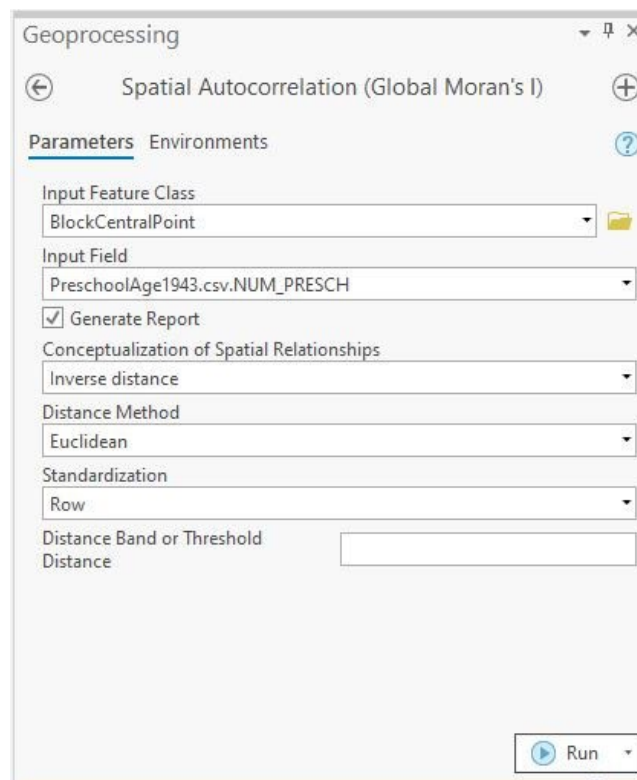 Geoprocessing
Spatial Autocorrelation (Global Moran's I)
Parameters Environments
Input Feature Class
BlockCentralPoint
Input Field
PreschoolAge1943.csv.NUM_PRESCH
Generate Report
Conceptualization of Spatial Relationships
Inverse distance
Distance Method
Euclidean
Standardization
Row
Distance Band or Threshold
Distance
Run